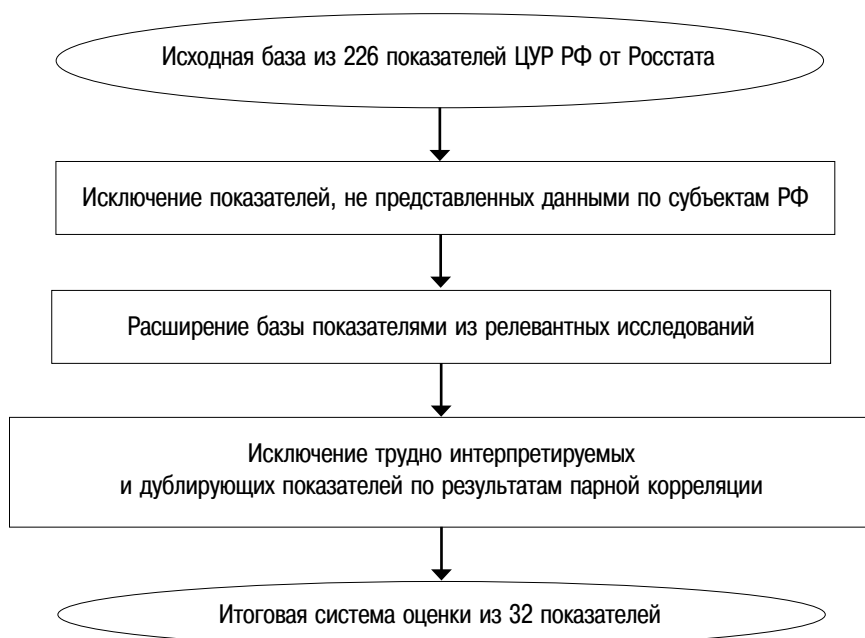 Исходная база из 226 показателей ЦУР РФ от Росстата
Исключение показателей, не представленных данными по субъектам РФ
Расширение базы показателями из релевантных исследований
Исключение трудно интерпретируемых
и дублирующих показателей по результатам парной корреляции
Итоговая система оценки из 32 показателей